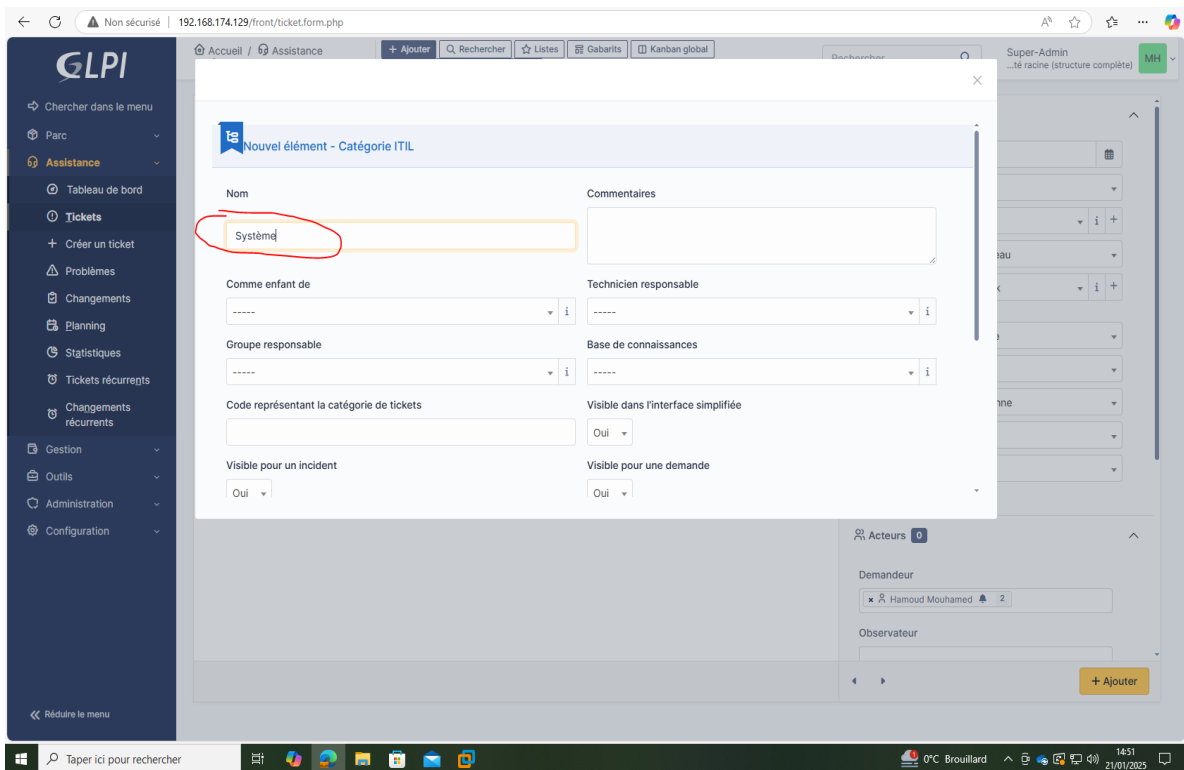 Non sécurisé | 192.168.174.129/front/ticket.form.php
GLPI
Accueil / Assistance
+ Ajouter
Rechercher
Listes
Gabarits
Kanban global
Rechercher
Super-Admin
...té racine (structure complète)
MH
Chercher dans le menu
Parc
Assistance
Tableau de bord
Tickets
+ Créer un ticket
Problèmes
Changements
Planning
Statistiques
Tickets récurrents
Changements
récurrents
Gestion
Outils
Administration
Configuration
Réduire le menu
Nouvel élément - Catégorie ITIL
Nom
Commentaires
Système
Comme enfant de
Technicien responsable
-----
i
-----
i
Groupe responsable
Base de connaissances
-----
i
-----
i
Code représentant la catégorie de tickets
Visible dans l'interface simplifiée
Oui
Visible pour un incident
Visible pour une demande
Oui
Oui
i +
eau
i +
nne
Acteurs 0
Demandeur
× Hamoud Mouhamed 2
Observateur
+ Ajouter
Taper ici pour rechercher
0°C Brouillard
14:51
21/01/2025